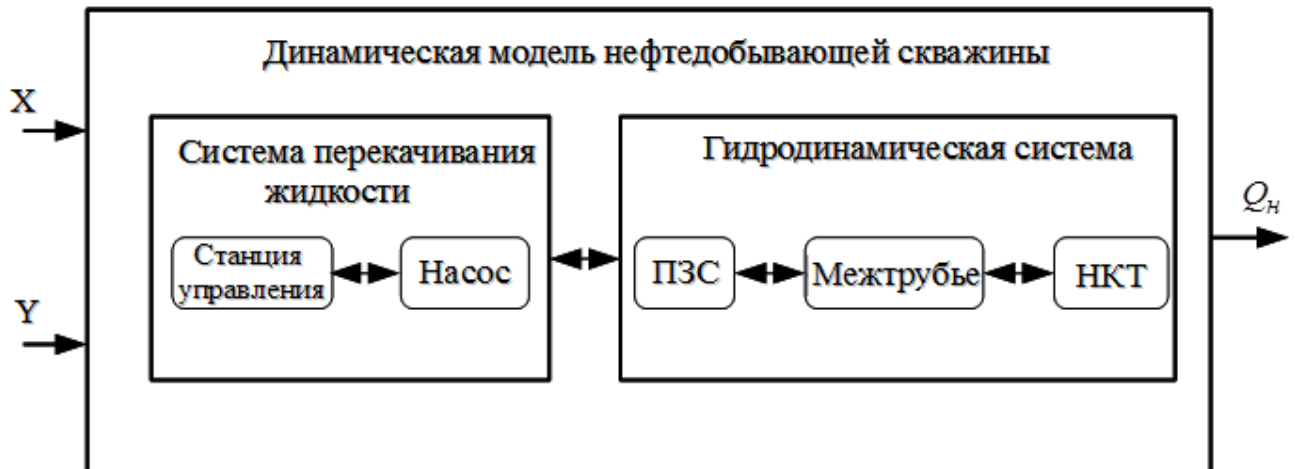 Динамическая модель нефтедобывающей скважины
X
Система перекачивания
жидкости
Гидродинамическая система
Qн
Станция
управления
Насос
ПЗС
Межтрубье
НКТ
Y